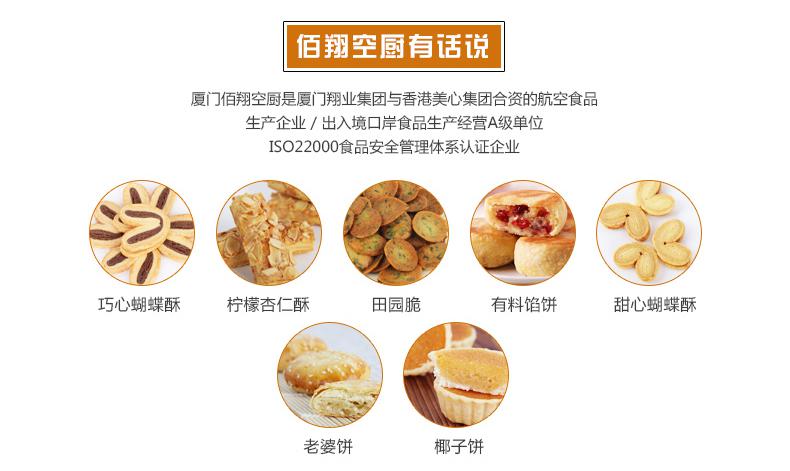 佰翔空厨有话说
厦门佰翔空厨是厦门翔业集团与香港美心集团合资的航空食品
生产企业 / 出入境口岸食品生产经营A级单位
ISO22000食品安全管理体系认证企业
巧心蝴蝶酥
柠檬杏仁酥
田园脆
有料馅饼
甜心蝴蝶酥
老婆饼
椰子饼